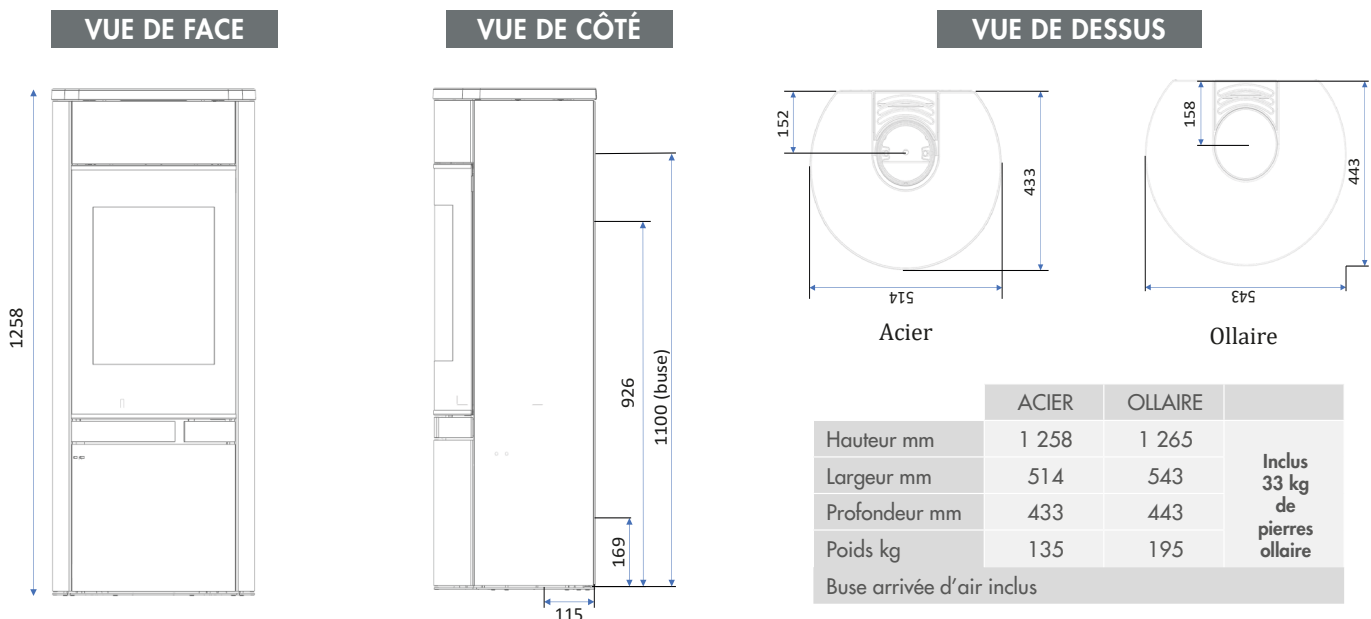 VUE DE FACE
VUE DE CÔTÉ
VUE DE DESSUS
1258
926
1100 (buse)
169
115
152
433
514
Acier
158
443
543
Ollaire
ACIER OLLAIRE
Hauteur mm 1 258 1 265
Largeur mm 514 543
Profondeur mm 433 443
Poids kg 135 195
Inclus
33 kg
de
pierres
ollaire
Buse arrivée d’air inclus